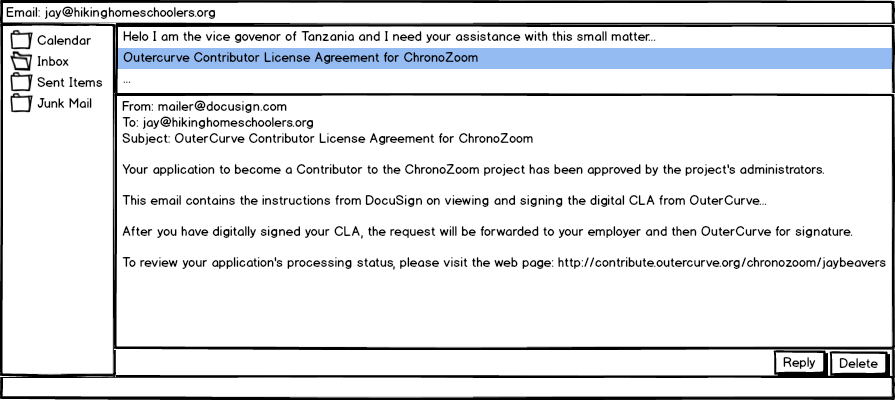 Email: jay@hikinghomeschoolers.org
Calendar
Inbox
Sent Items
Junk Mail
Helo I am the vice govenor of Tanzania and I need your assistance with this small matter...
Outercurve Contributor License Agreement for ChronoZoom
...
From: mailer@docusign.com
To: jay@hikinghomeschoolers.org
Subject: OuterCurve Contributor License Agreement for ChronoZoom
Your application to become a Contributor to the ChronoZoom project has been approved by the project's administrators.
This email contains the instructions from DocuSign on viewing and signing the digital CLA from OuterCurve...
After you have digitally signed your CLA, the request will be forwarded to your employer and then OuterCurve for signature.
To review your application's processing status, please visit the web page: http://contribute.outercurve.org/chronozoom/jaybeavers
Reply
Delete